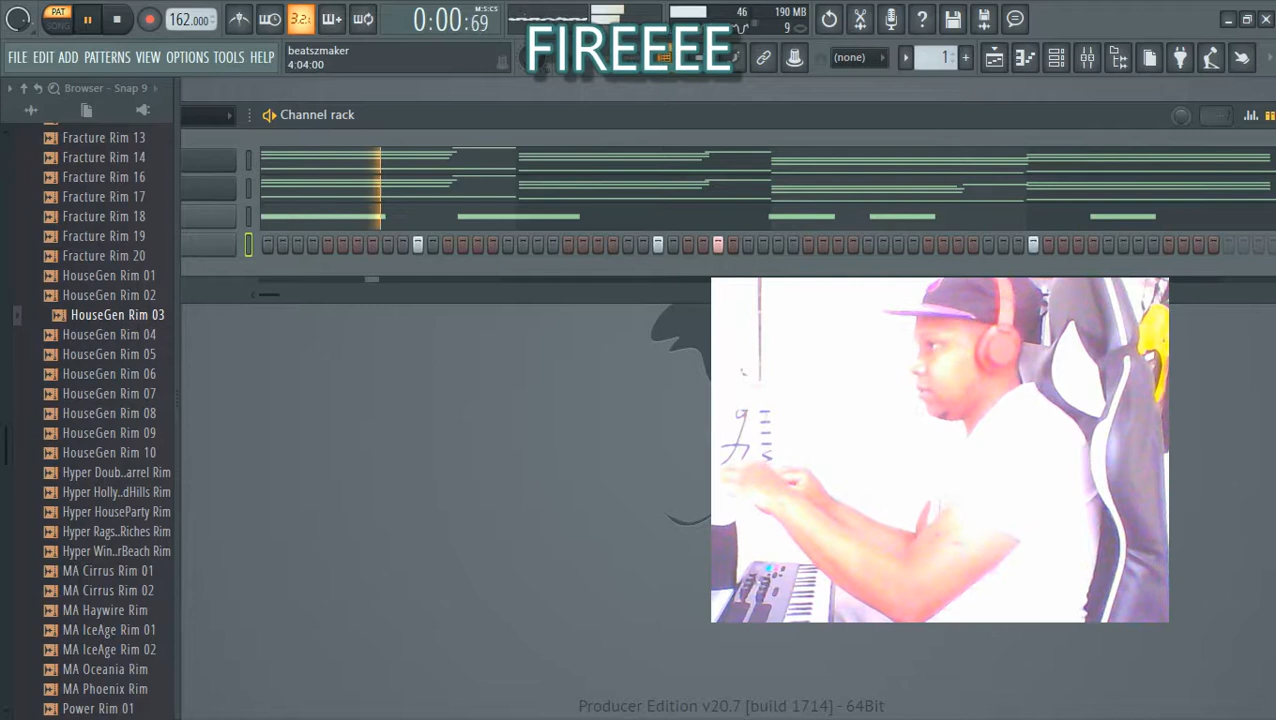 PAT
SONG
162.000
3.2.
0:00:69
46
190 MB
9
FIREEEE
FILE EDIT ADD PATTERNS VIEW OPTIONS TOOLS HELP
beatszmaker
4:04:00
(none)
1
Browser - Snap 9
Channel rack
Fracture Rim 13
Fracture Rim 14
Fracture Rim 16
Fracture Rim 17
Fracture Rim 18
Fracture Rim 19
Fracture Rim 20
HouseGen Rim 01
HouseGen Rim 02
HouseGen Rim 03
HouseGen Rim 04
HouseGen Rim 05
HouseGen Rim 06
HouseGen Rim 07
HouseGen Rim 08
HouseGen Rim 09
HouseGen Rim 10
Hyper Doub..arrel Rim
Hyper Holly..dHills Rim
Hyper HouseParty Rim
Hyper Rags..Riches Rim
Hyper Win..rBeach Rim
MA Cirrus Rim 01
MA Cirrus Rim 02
MA Haywire Rim
MA IceAge Rim 01
MA IceAge Rim 02
MA Oceania Rim
MA Phoenix Rim
Power Rim 01
Producer Edition v20.7 [build 1714] - 64Bit